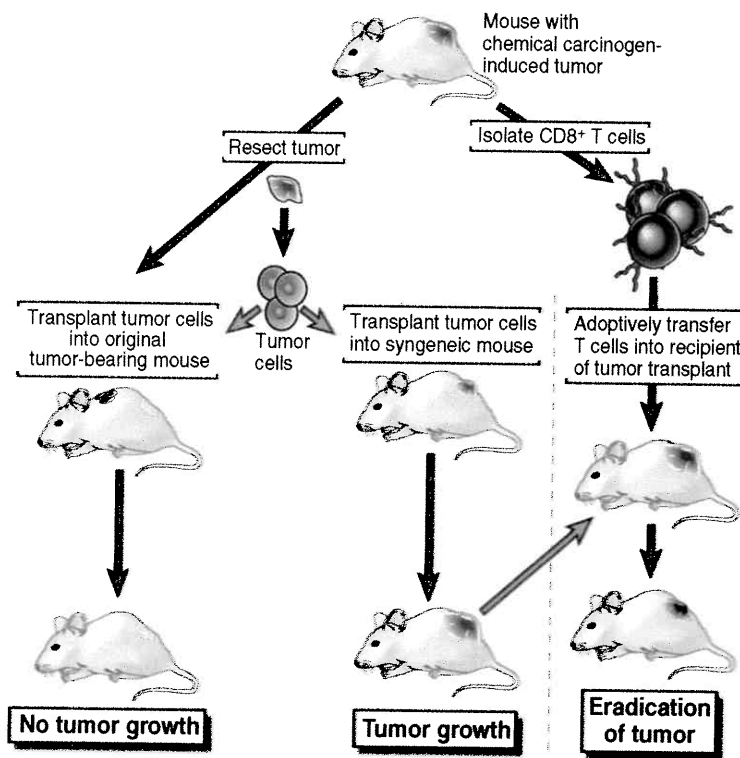 Mouse with
chemical carcinogen-
induced tumor
Resect tumor
Isolate CD8⁺ T cells
Transplant tumor cells
into original
tumor-bearing mouse
Tumor
cells
Transplant tumor cells
into syngeneic mouse
Adoptively transfer
T cells into recipient
of tumor transplant
No tumor growth
Tumor growth
Eradication
of tumor